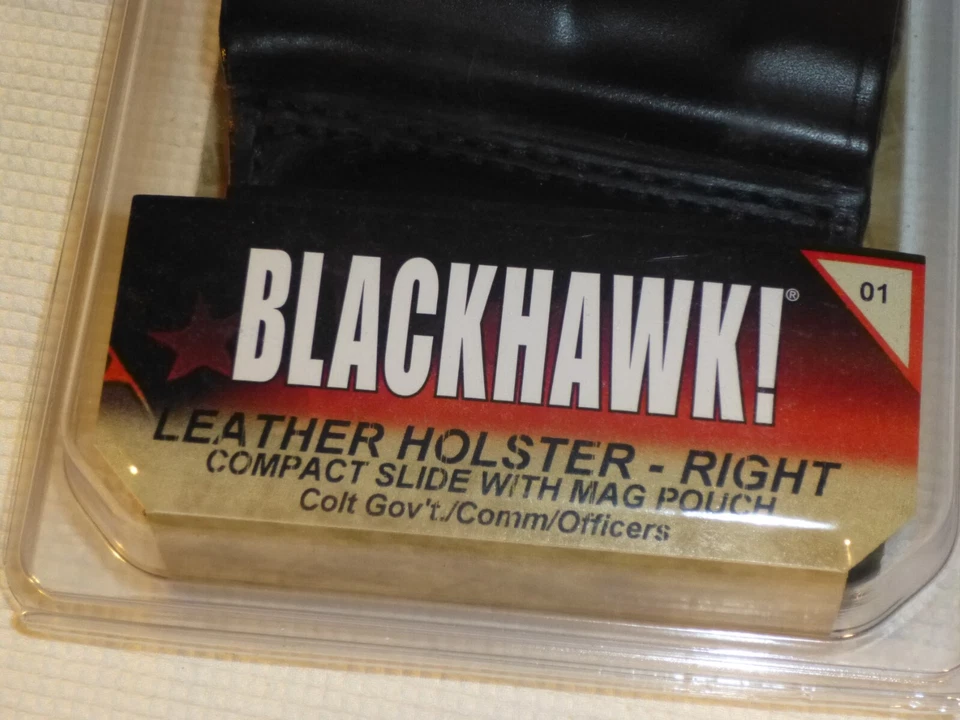 BLACKHAWK!®
01
LEATHER HOLSTER - RIGHT
COMPACT SLIDE WITH MAG POUCH
Colt Gov't./Comm/Officers